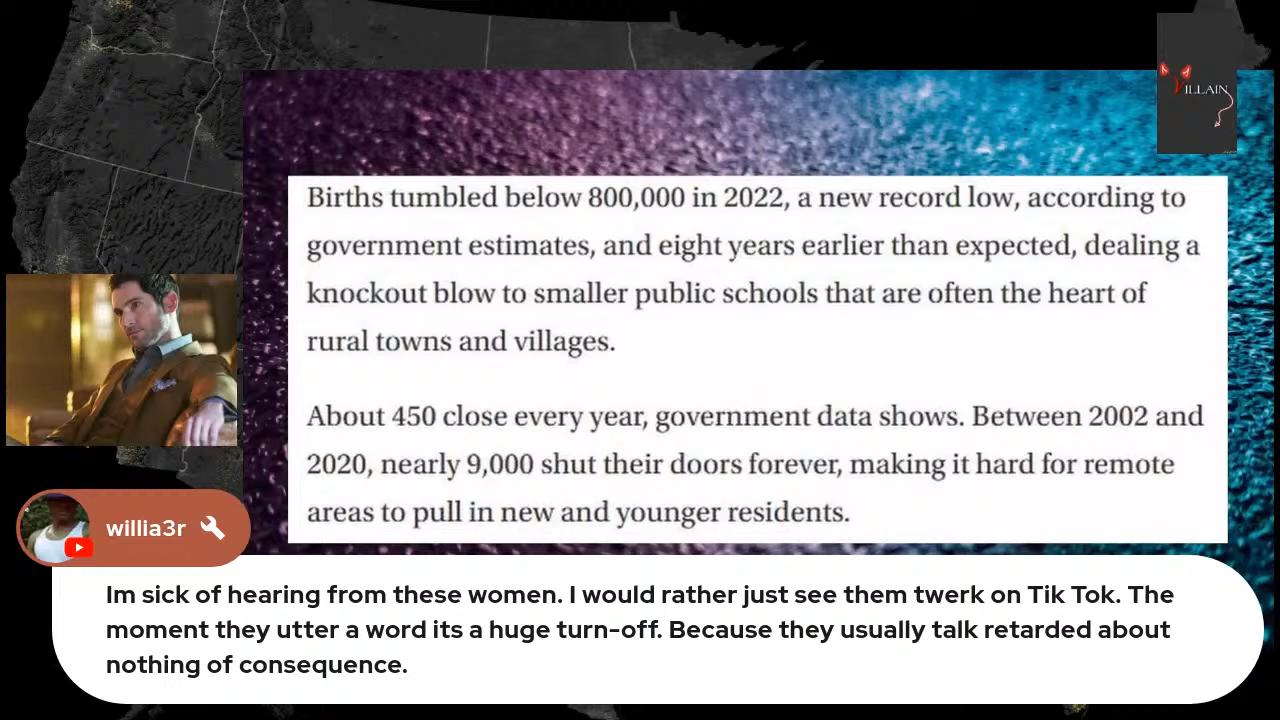 VILLAIN
Births tumbled below 800,000 in 2022, a new record low, according to
government estimates, and eight years earlier than expected, dealing a
knockout blow to smaller public schools that are often the heart of
rural towns and villages.
About 450 close every year, government data shows. Between 2002 and
2020, nearly 9,000 shut their doors forever, making it hard for remote
areas to pull in new and younger residents.
willia3r
Im sick of hearing from these women. I would rather just see them twerk on Tik Tok. The
moment they utter a word its a huge turn-off. Because they usually talk retarded about
nothing of consequence.